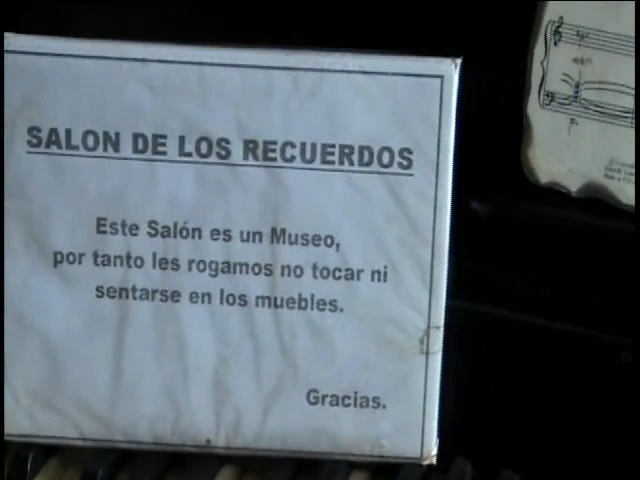 SALON DE LOS RECUERDOS
Este Salón es un Museo,
por tanto les rogamos no tocar ni
sentarse en los muebles.
Gracias.